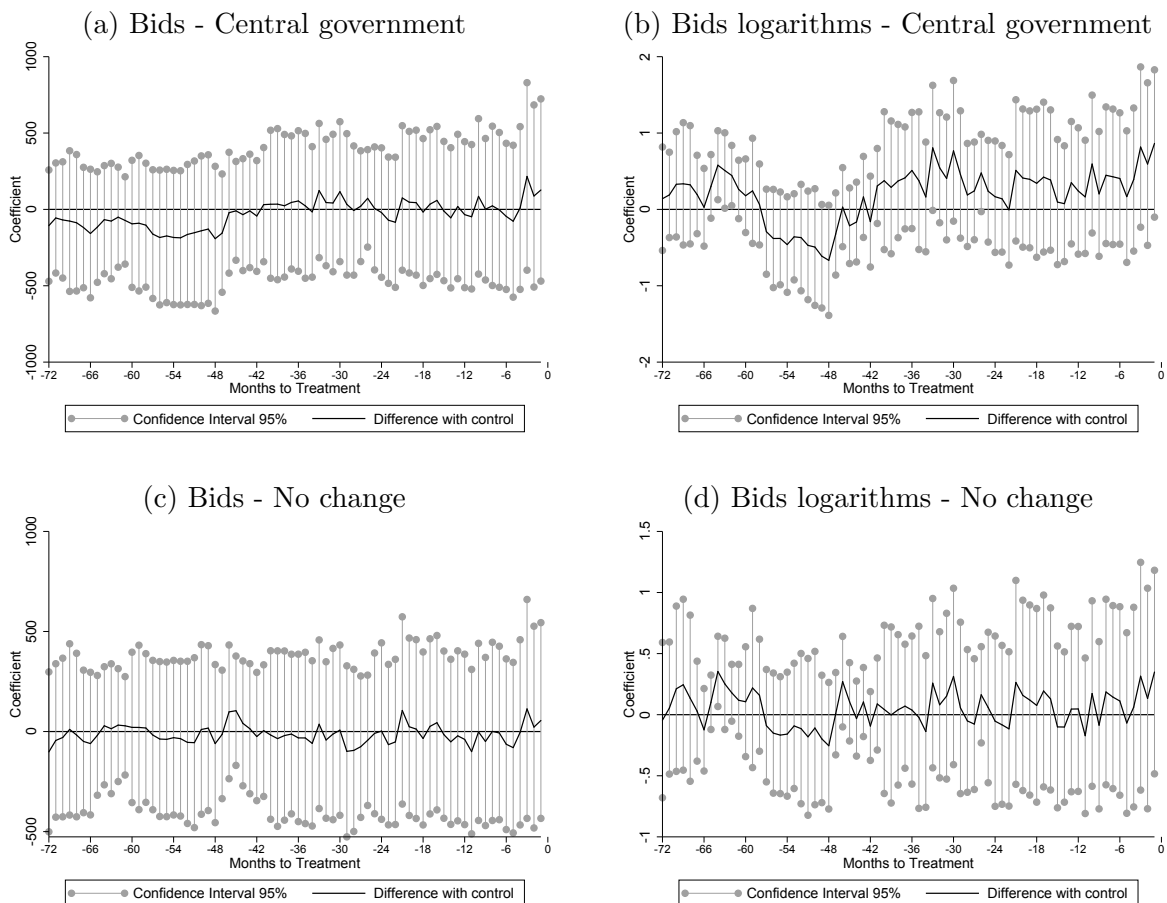 (a) Bids - Central government
1000
500
0
-500
-1000
Coefficient
-72 -66 -60 -54 -48 -42 -36 -30 -24 -18 -12 -6 0
Months to Treatment
Confidence Interval 95% Difference with control
(b) Bids logarithms - Central government
2
1
0
-1
-2
Coefficient
-72 -66 -60 -54 -48 -42 -36 -30 -24 -18 -12 -6 0
Months to Treatment
Confidence Interval 95% Difference with control
(c) Bids - No change
1000
500
0
-500
Coefficient
-72 -66 -60 -54 -48 -42 -36 -30 -24 -18 -12 -6 0
Months to Treatment
Confidence Interval 95% Difference with control
(d) Bids logarithms - No change
1.5
1
.5
0
-.5
-1
Coefficient
-72 -66 -60 -54 -48 -42 -36 -30 -24 -18 -12 -6 0
Months to Treatment
Confidence Interval 95% Difference with control